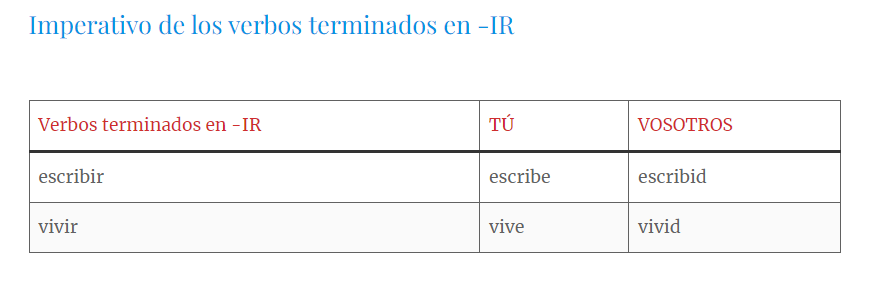 Imperativo de los verbos terminados en -IR
Verbos terminados en -IR TÚ VOSOTROS
escribir escribe escribid
vivir vive vivid